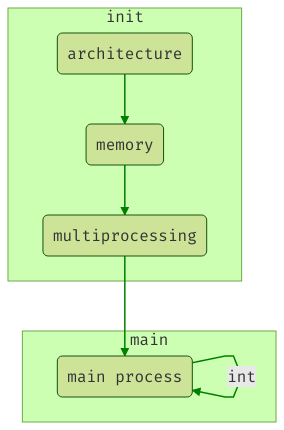 init
architecture
memory
multiprocessing
main
main process
int